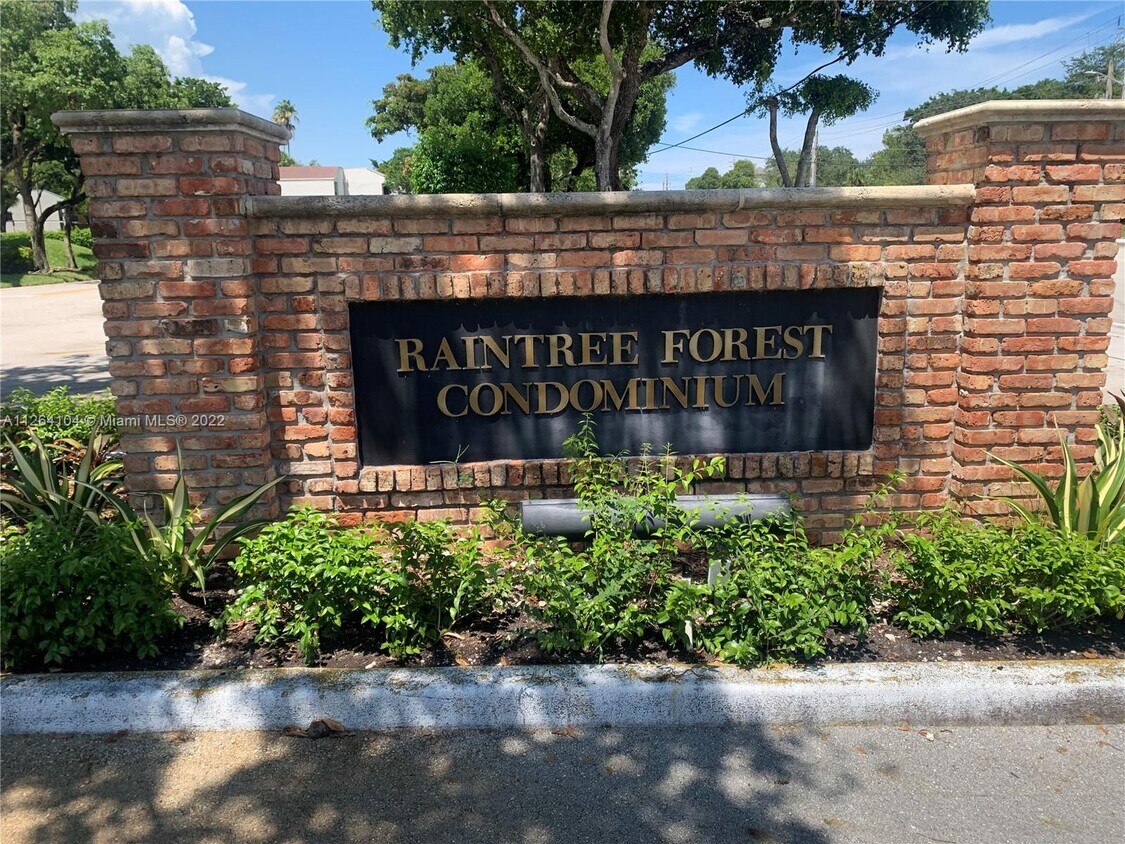 RAINTREE FOREST
CONDOMINIUM
A11264104 © Miami MLS® 2022